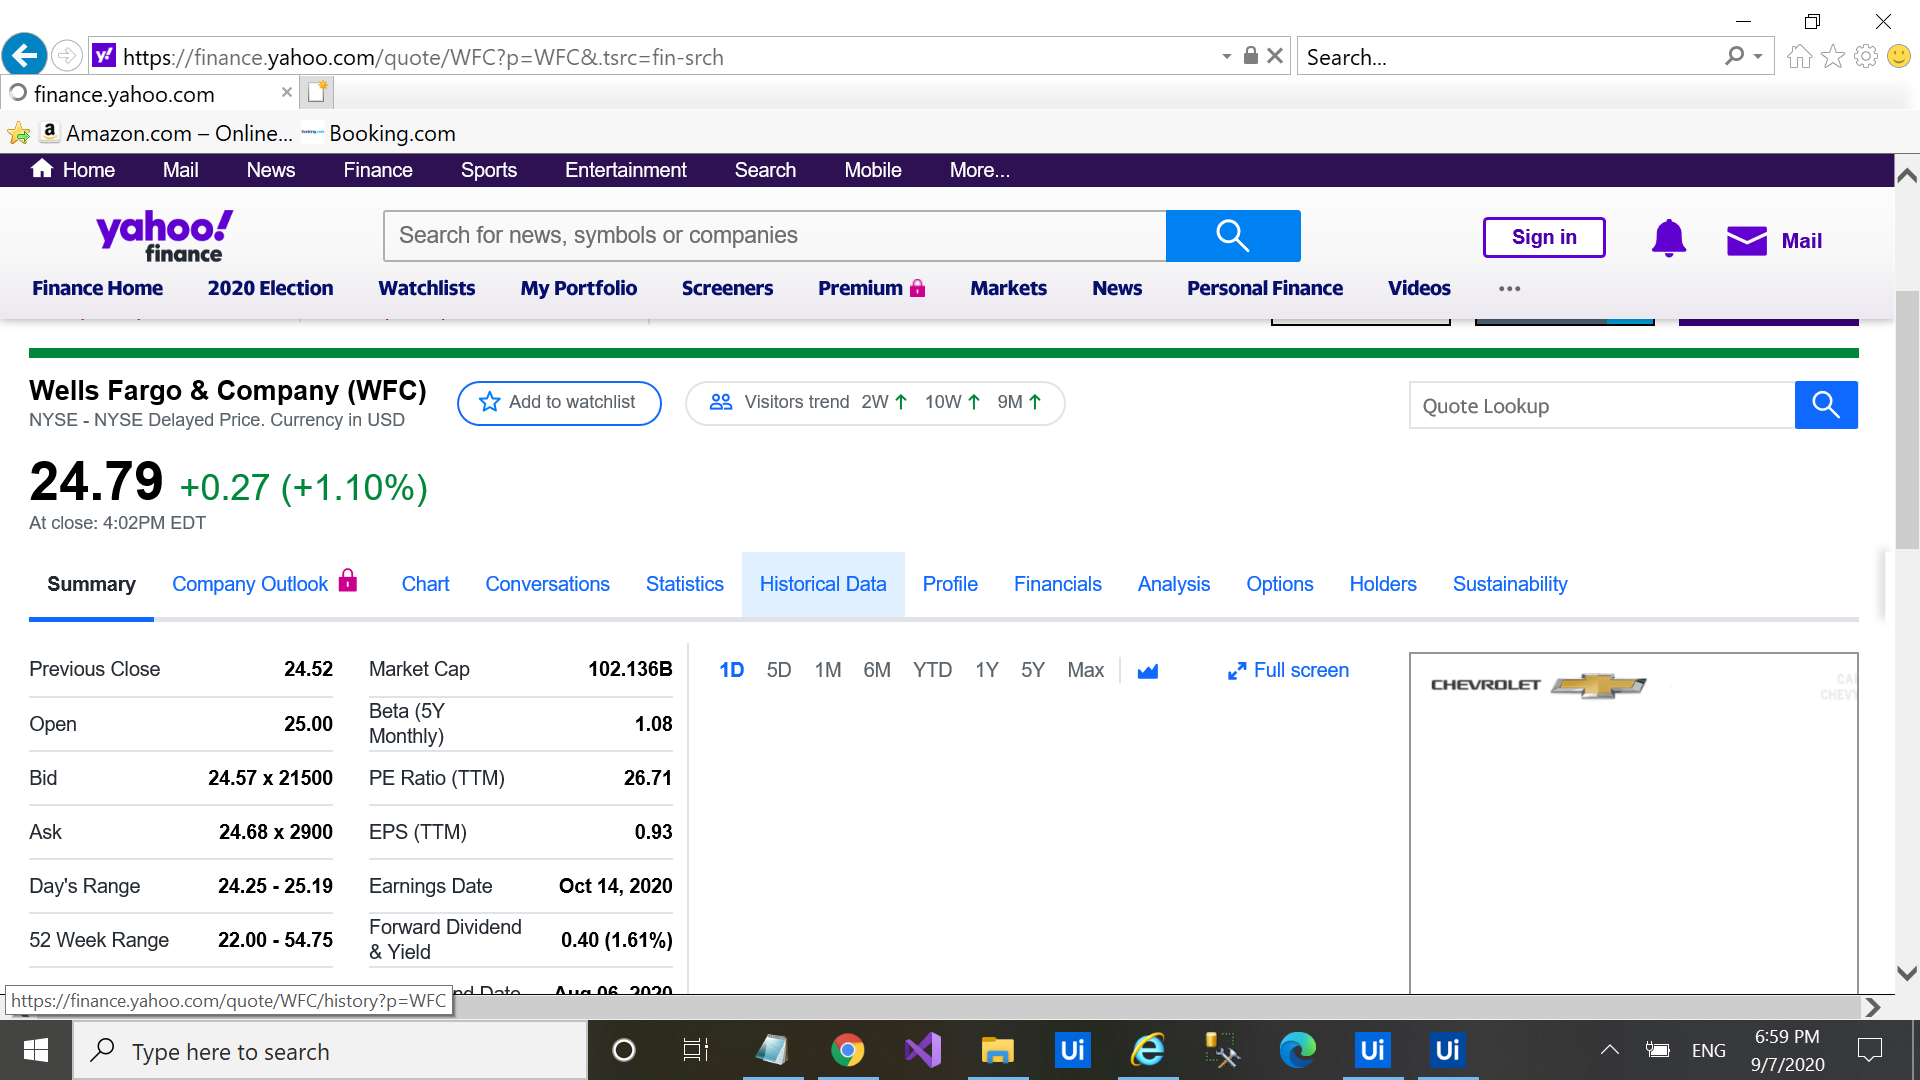 https://finance.yahoo.com/quote/WFC?p=WFC&.tsrc=fin-srch
Search...
finance.yahoo.com
Amazon.com – Online...
Booking.com
Home Mail News Finance Sports Entertainment Search Mobile More...
yahoo!
finance
Search for news, symbols or companies
Sign in
Mail
Finance Home 2020 Election Watchlists My Portfolio Screeners Premium Markets News Personal Finance Videos ...
Wells Fargo & Company (WFC)
NYSE - NYSE Delayed Price. Currency in USD
Add to watchlist
Visitors trend 2W ↑ 10W ↑ 9M ↑
Quote Lookup
24.79 +0.27 (+1.10%)
At close: 4:02PM EDT
Summary Company Outlook Chart Conversations Statistics Historical Data Profile Financials Analysis Options Holders Sustainability
Previous Close 24.52
Open 25.00
Bid 24.57 x 21500
Ask 24.68 x 2900
Day's Range 24.25 - 25.19
52 Week Range 22.00 - 54.75
Market Cap 102.136B
Beta (5Y
Monthly) 1.08
PE Ratio (TTM) 26.71
EPS (TTM) 0.93
Earnings Date Oct 14, 2020
Forward Dividend
& Yield 0.40 (1.61%)
Date Aug 06, 2020
1D 5D 1M 6M YTD 1Y 5Y Max
Full screen
CHEVROLET
https://finance.yahoo.com/quote/WFC/history?p=WFC
Type here to search
Ui
Ui
Ui
ENG
6:59 PM
9/7/2020